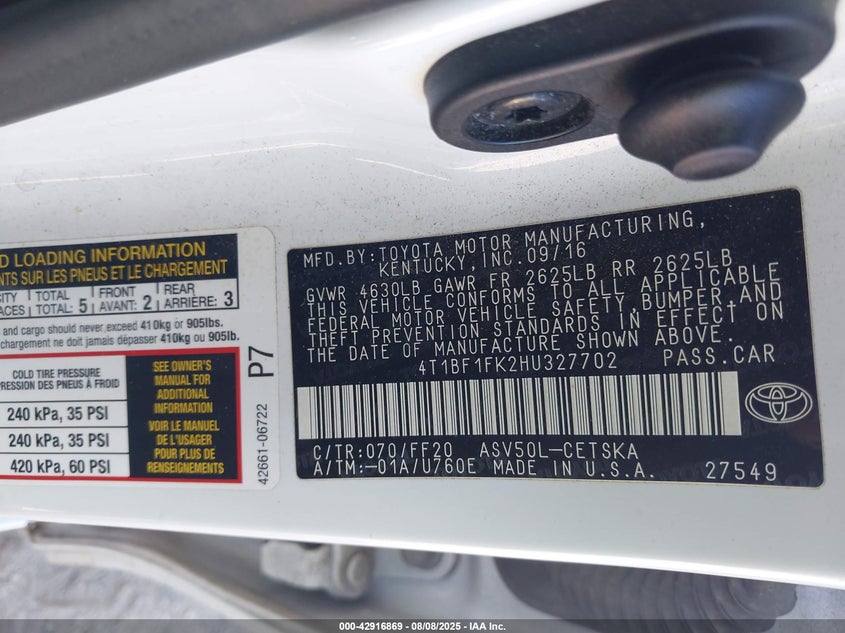 D LOADING INFORMATION
NTS SUR LES PNEUS ET LE CHARGEMENT
CITY TOTAL 5 FRONT 2 REAR 3
ACES TOTAL: AVANT: ARRIÈRE:
and cargo should never exceed 410kg or 905lbs.
chargement ne doit jamais dépasser 410kg ou 905lb.
COLD TIRE PRESSURE
PRESSION DES PNEUS À FROID
240 kPa, 35 PSI
240 kPa, 35 PSI
420 kPa, 60 PSI
SEE OWNER'S
MANUAL FOR
ADDITIONAL
INFORMATION
VOIR LE MANUEL
DE L'USAGER
POUR PLUS DE
RENSEIGNEMENTS
P7
42661-06722
MFD. BY: TOYOTA MOTOR MANUFACTURING,
KENTUCKY, INC. 09/16
GVWR 4630LB GAWR FR 2625LB RR 2625LB
THIS VEHICLE CONFORMS TO ALL APPLICABLE
FEDERAL MOTOR VEHICLE SAFETY, BUMPER, AND
THEFT PREVENTION STANDARDS IN EFFECT ON
THE DATE OF MANUFACTURE SHOWN ABOVE.
4T1BF1FK2HU327702 PASS.CAR
C/TR:070/FF20 ASV50L-CETSKA
A/TM:-01A/U760E MADE IN U.S.A. 27549
000-42916869 - 08/08/2025 - IAA Inc.